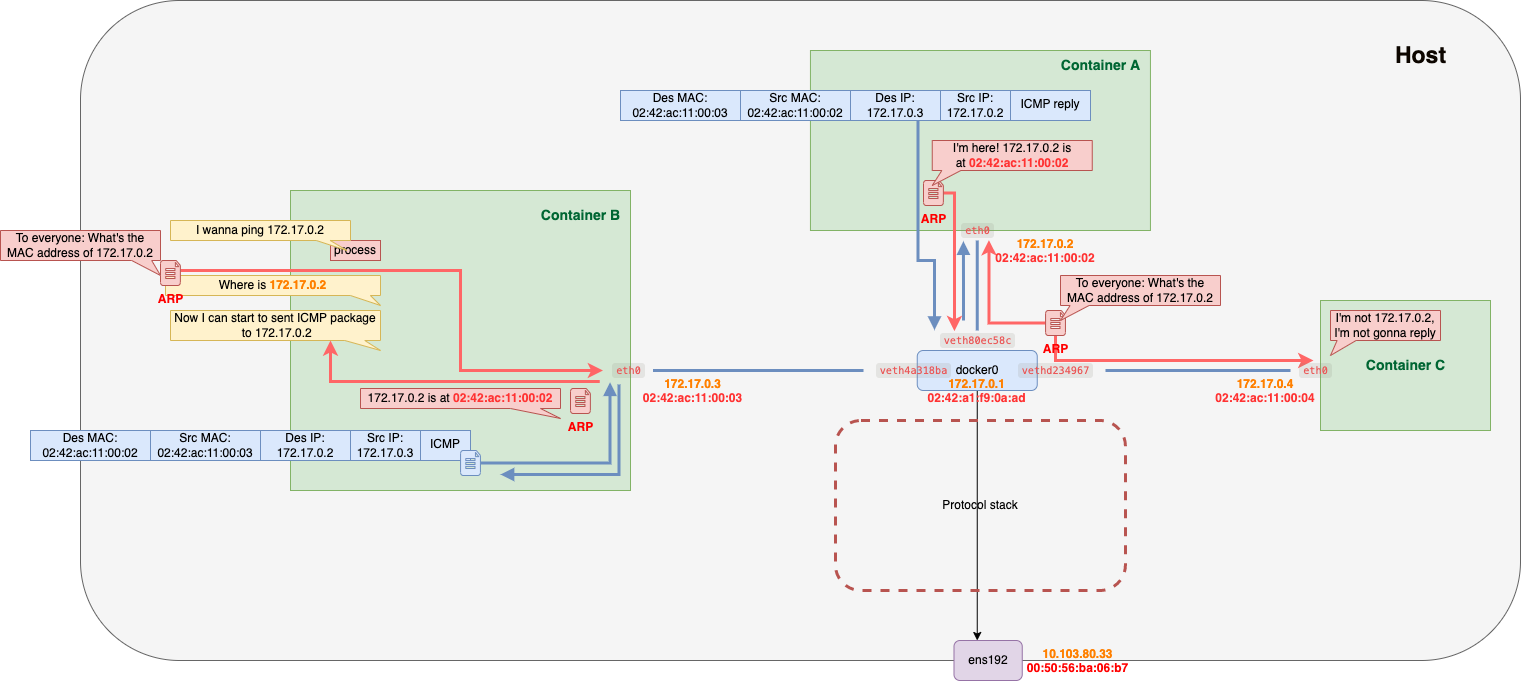 Host
Container A
Des MAC:
02:42:ac:11:00:03
Src MAC:
02:42:ac:11:00:02
Des IP:
172.17.0.3
Src IP:
172.17.0.2
ICMP reply
I'm here! 172.17.0.2 is
at 02:42:ac:11:00:02
ARP
eth0
172.17.0.2
02:42:ac:11:00:02
Container B
I wanna ping 172.17.0.2
process
To everyone: What's the
MAC address of 172.17.0.2
ARP
Where is 172.17.0.2
Now I can start to sent ICMP package
to 172.17.0.2
eth0
172.17.0.3
02:42:ac:11:00:03
172.17.0.2 is at 02:42:ac:11:00:02
ARP
Des MAC:
02:42:ac:11:00:02
Src MAC:
02:42:ac:11:00:03
Des IP:
172.17.0.2
Src IP:
172.17.0.3
ICMP
To everyone: What's the
MAC address of 172.17.0.2
ARP
veth80ec58c
veth4a318ba
docker0
vethd234967
172.17.0.1
02:42:a1:f9:0a:ad
I'm not 172.17.0.2,
I'm not gonna reply
Container C
eth0
172.17.0.4
02:42:ac:11:00:04
Protocol stack
ens192
10.103.80.33
00:50:56:ba:06:b7